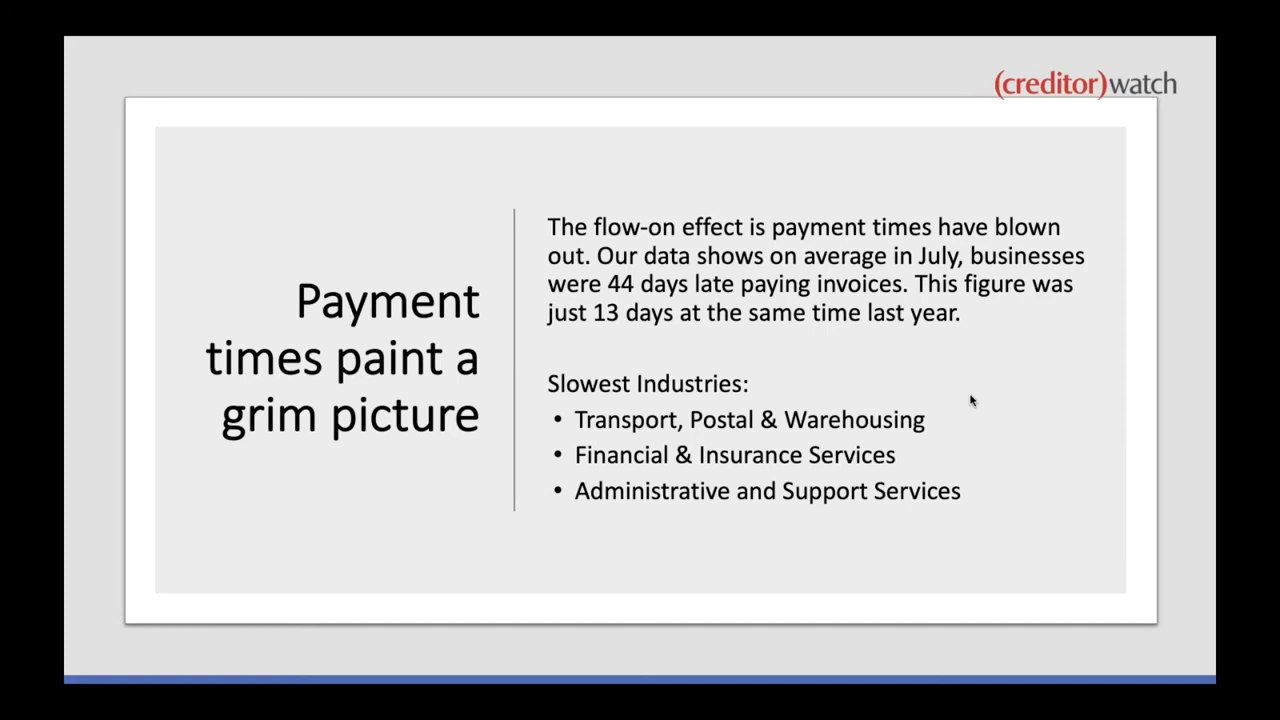 (creditor)watch
Payment
times paint a
grim picture
The flow-on effect is payment times have blown
out. Our data shows on average in July, businesses
were 44 days late paying invoices. This figure was
just 13 days at the same time last year.
Slowest Industries:
• Transport, Postal & Warehousing
• Financial & Insurance Services
• Administrative and Support Services